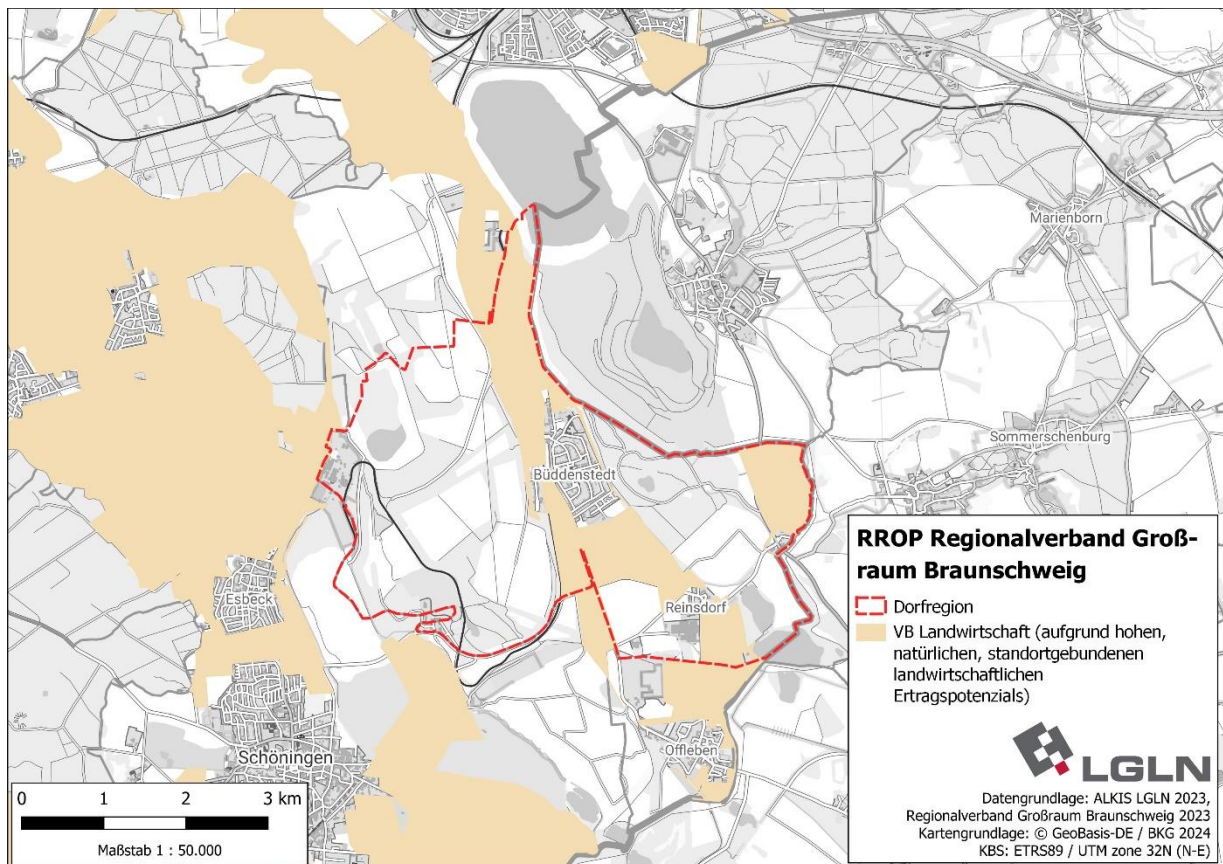 Marienborn
Sommerschenburg
Büddenstedt
Reinsdorf
Esbeck
Offleben
Schöningen
0 1 2 3 km
Maßstab 1 : 50.000
RROP Regionalverband Groß-
raum Braunschweig
Dorfregion
VB Landwirtschaft (aufgrund hohen,
natürlichen, standortgebundenen
landwirtschaftlichen
Ertragspotenzials)
LGLN
Datengrundlage: ALKIS LGLN 2023,
Regionalverband Großraum Braunschweig 2023
Kartengrundlage: © GeoBasis-DE / BKG 2024
KBS: ETRS89 / UTM zone 32N (N-E)